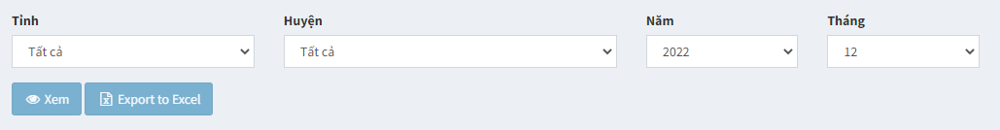 Tỉnh Huyện Năm Tháng
Tất cả Tất cả 2022 12
Xem Export to Excel